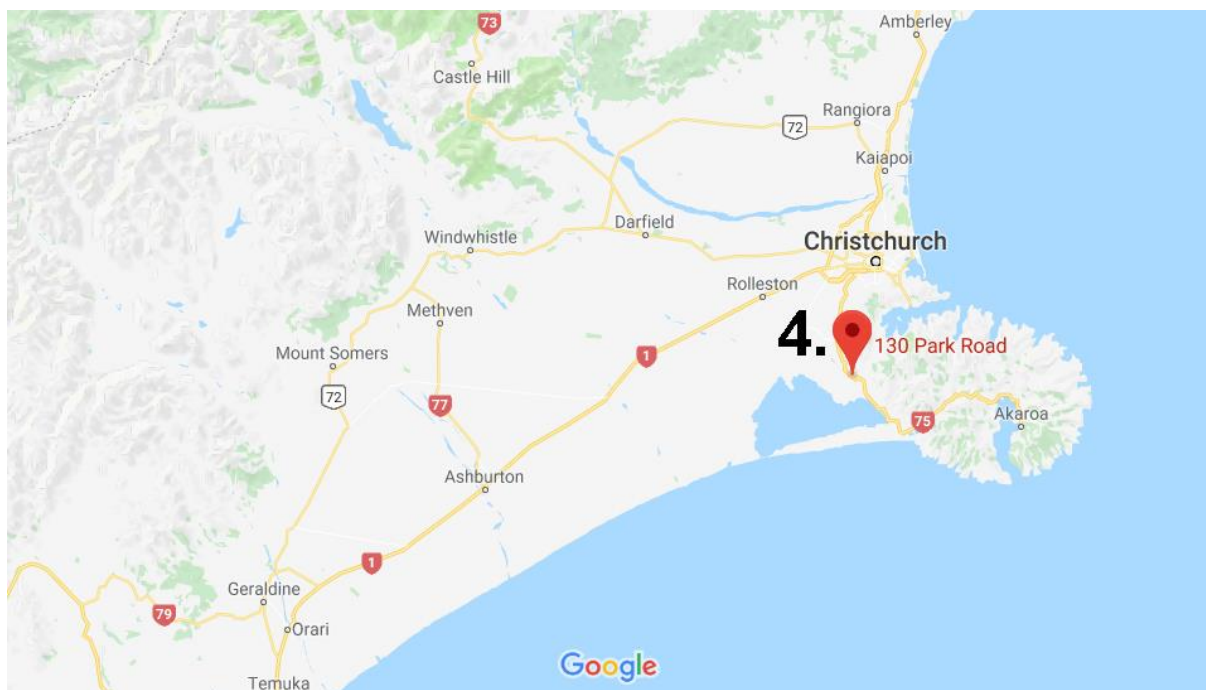 Amberley
73
Castle Hill
Rangiora
72
Kaiapoi
Darfield
Windwhistle
Christchurch
Rolleston
Methven
4.
130 Park Road
Mount Somers
1
72
77
75
Akaroa
Ashburton
1
Geraldine
79
Orari
Google
Temuka